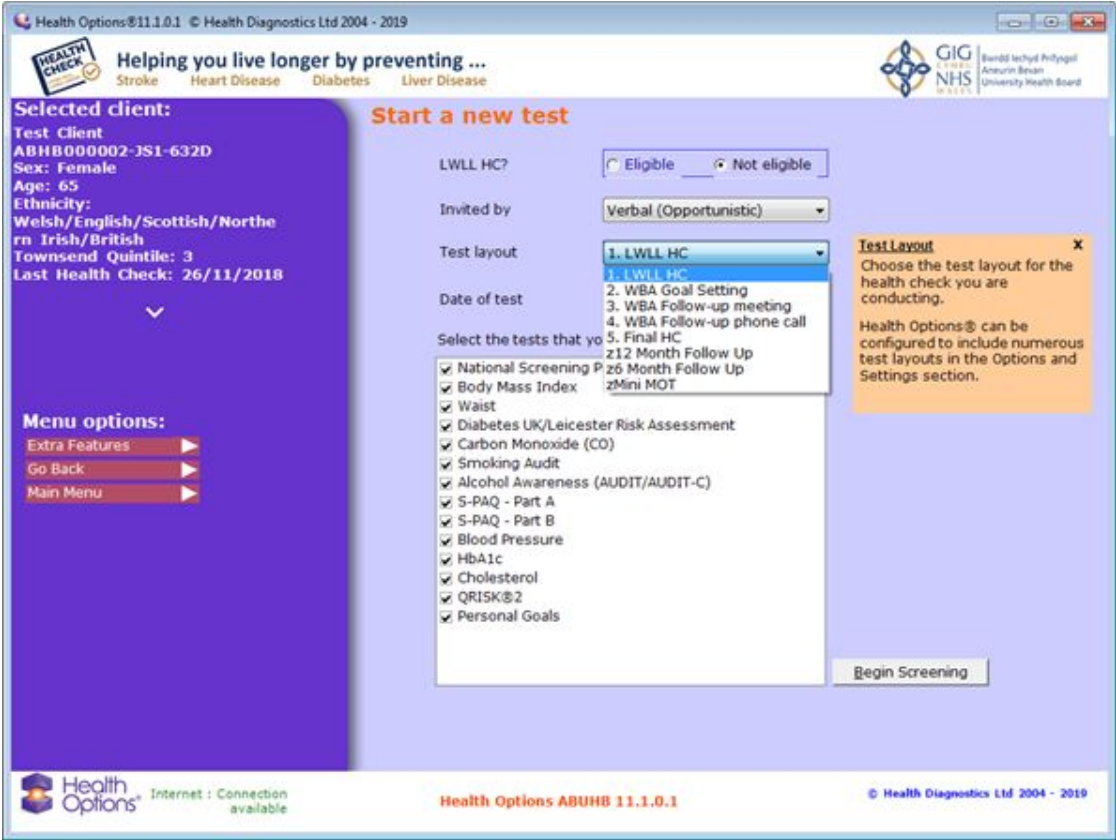 Health Options®11.1.0.1 © Health Diagnostics Ltd 2004 - 2019
HEALTH CHECK
Helping you live longer by preventing ...
Stroke Heart Disease Diabetes Liver Disease
GIG
CYMRU
NHS
WALES
Bwrdd Iechyd Prifysgol
Aneurin Bevan
University Health Board
Selected client:
Test Client
ABHB000002-JS1-632D
Sex: Female
Age: 65
Ethnicity:
Welsh/English/Scottish/Northe
rn Irish/British
Townsend Quintile: 3
Last Health Check: 26/11/2018
Menu options:
Extra Features
Go Back
Main Menu
Start a new test
LWLL HC? Eligible Not eligible
Invited by Verbal (Opportunistic)
Test layout 1. LWLL HC
1. LWLL HC
2. WBA Goal Setting
3. WBA Follow-up meeting
4. WBA Follow-up phone call
5. Final HC
z12 Month Follow Up
z6 Month Follow Up
zMini MOT
Date of test
Select the tests that yo
National Screening P
Body Mass Index
Waist
Diabetes UK/Leicester Risk Assessment
Carbon Monoxide (CO)
Smoking Audit
Alcohol Awareness (AUDIT/AUDIT-C)
S-PAQ - Part A
S-PAQ - Part B
Blood Pressure
HbA1c
Cholesterol
QRISK®2
Personal Goals
Test Layout x
Choose the test layout for the
health check you are
conducting.
Health Options® can be
configured to include numerous
test layouts in the Options and
Settings section.
Begin Screening
Health
Options®
Internet : Connection
available
Health Options ABUHB 11.1.0.1
© Health Diagnostics Ltd 2004 - 2019